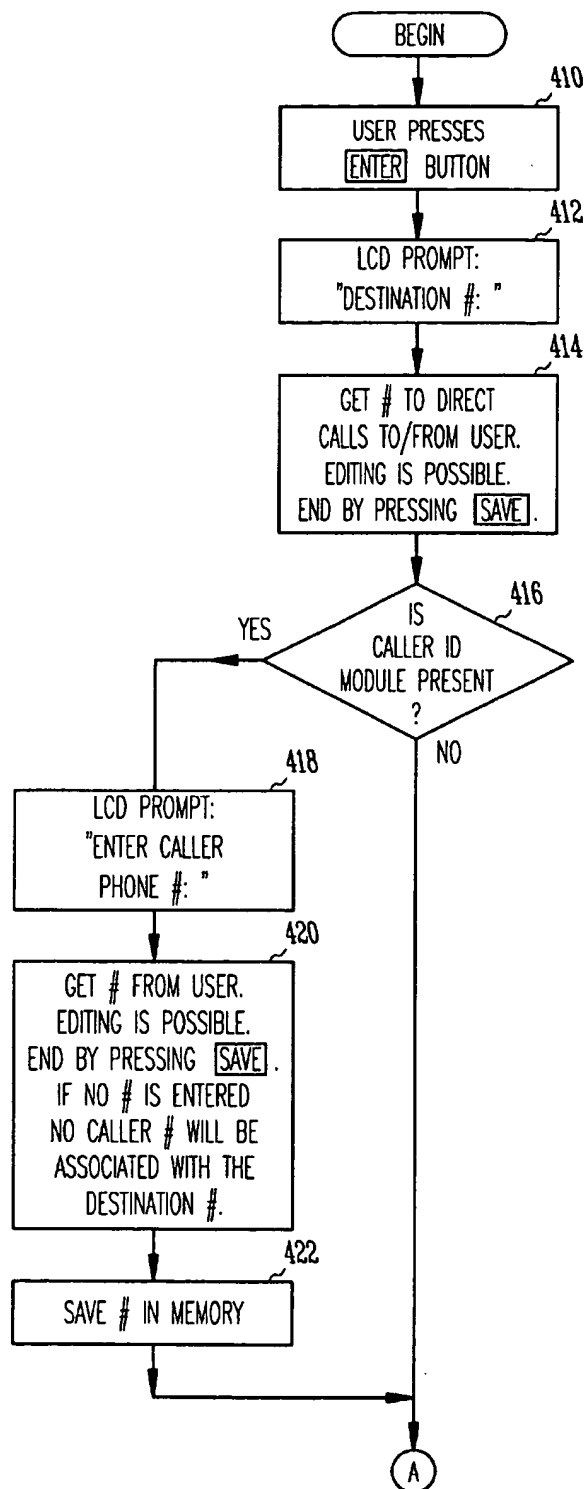 BEGIN
410
USER PRESSES
ENTER BUTTON
412
LCD PROMPT:
"DESTINATION #: "
414
GET # TO DIRECT
CALLS TO/FROM USER.
EDITING IS POSSIBLE.
END BY PRESSING SAVE.
416
IS
CALLER ID
MODULE PRESENT
?
YES
NO
418
LCD PROMPT:
"ENTER CALLER
PHONE #: "
420
GET # FROM USER.
EDITING IS POSSIBLE.
END BY PRESSING SAVE.
IF NO # IS ENTERED
NO CALLER # WILL BE
ASSOCIATED WITH THE
DESTINATION #.
422
SAVE # IN MEMORY
A